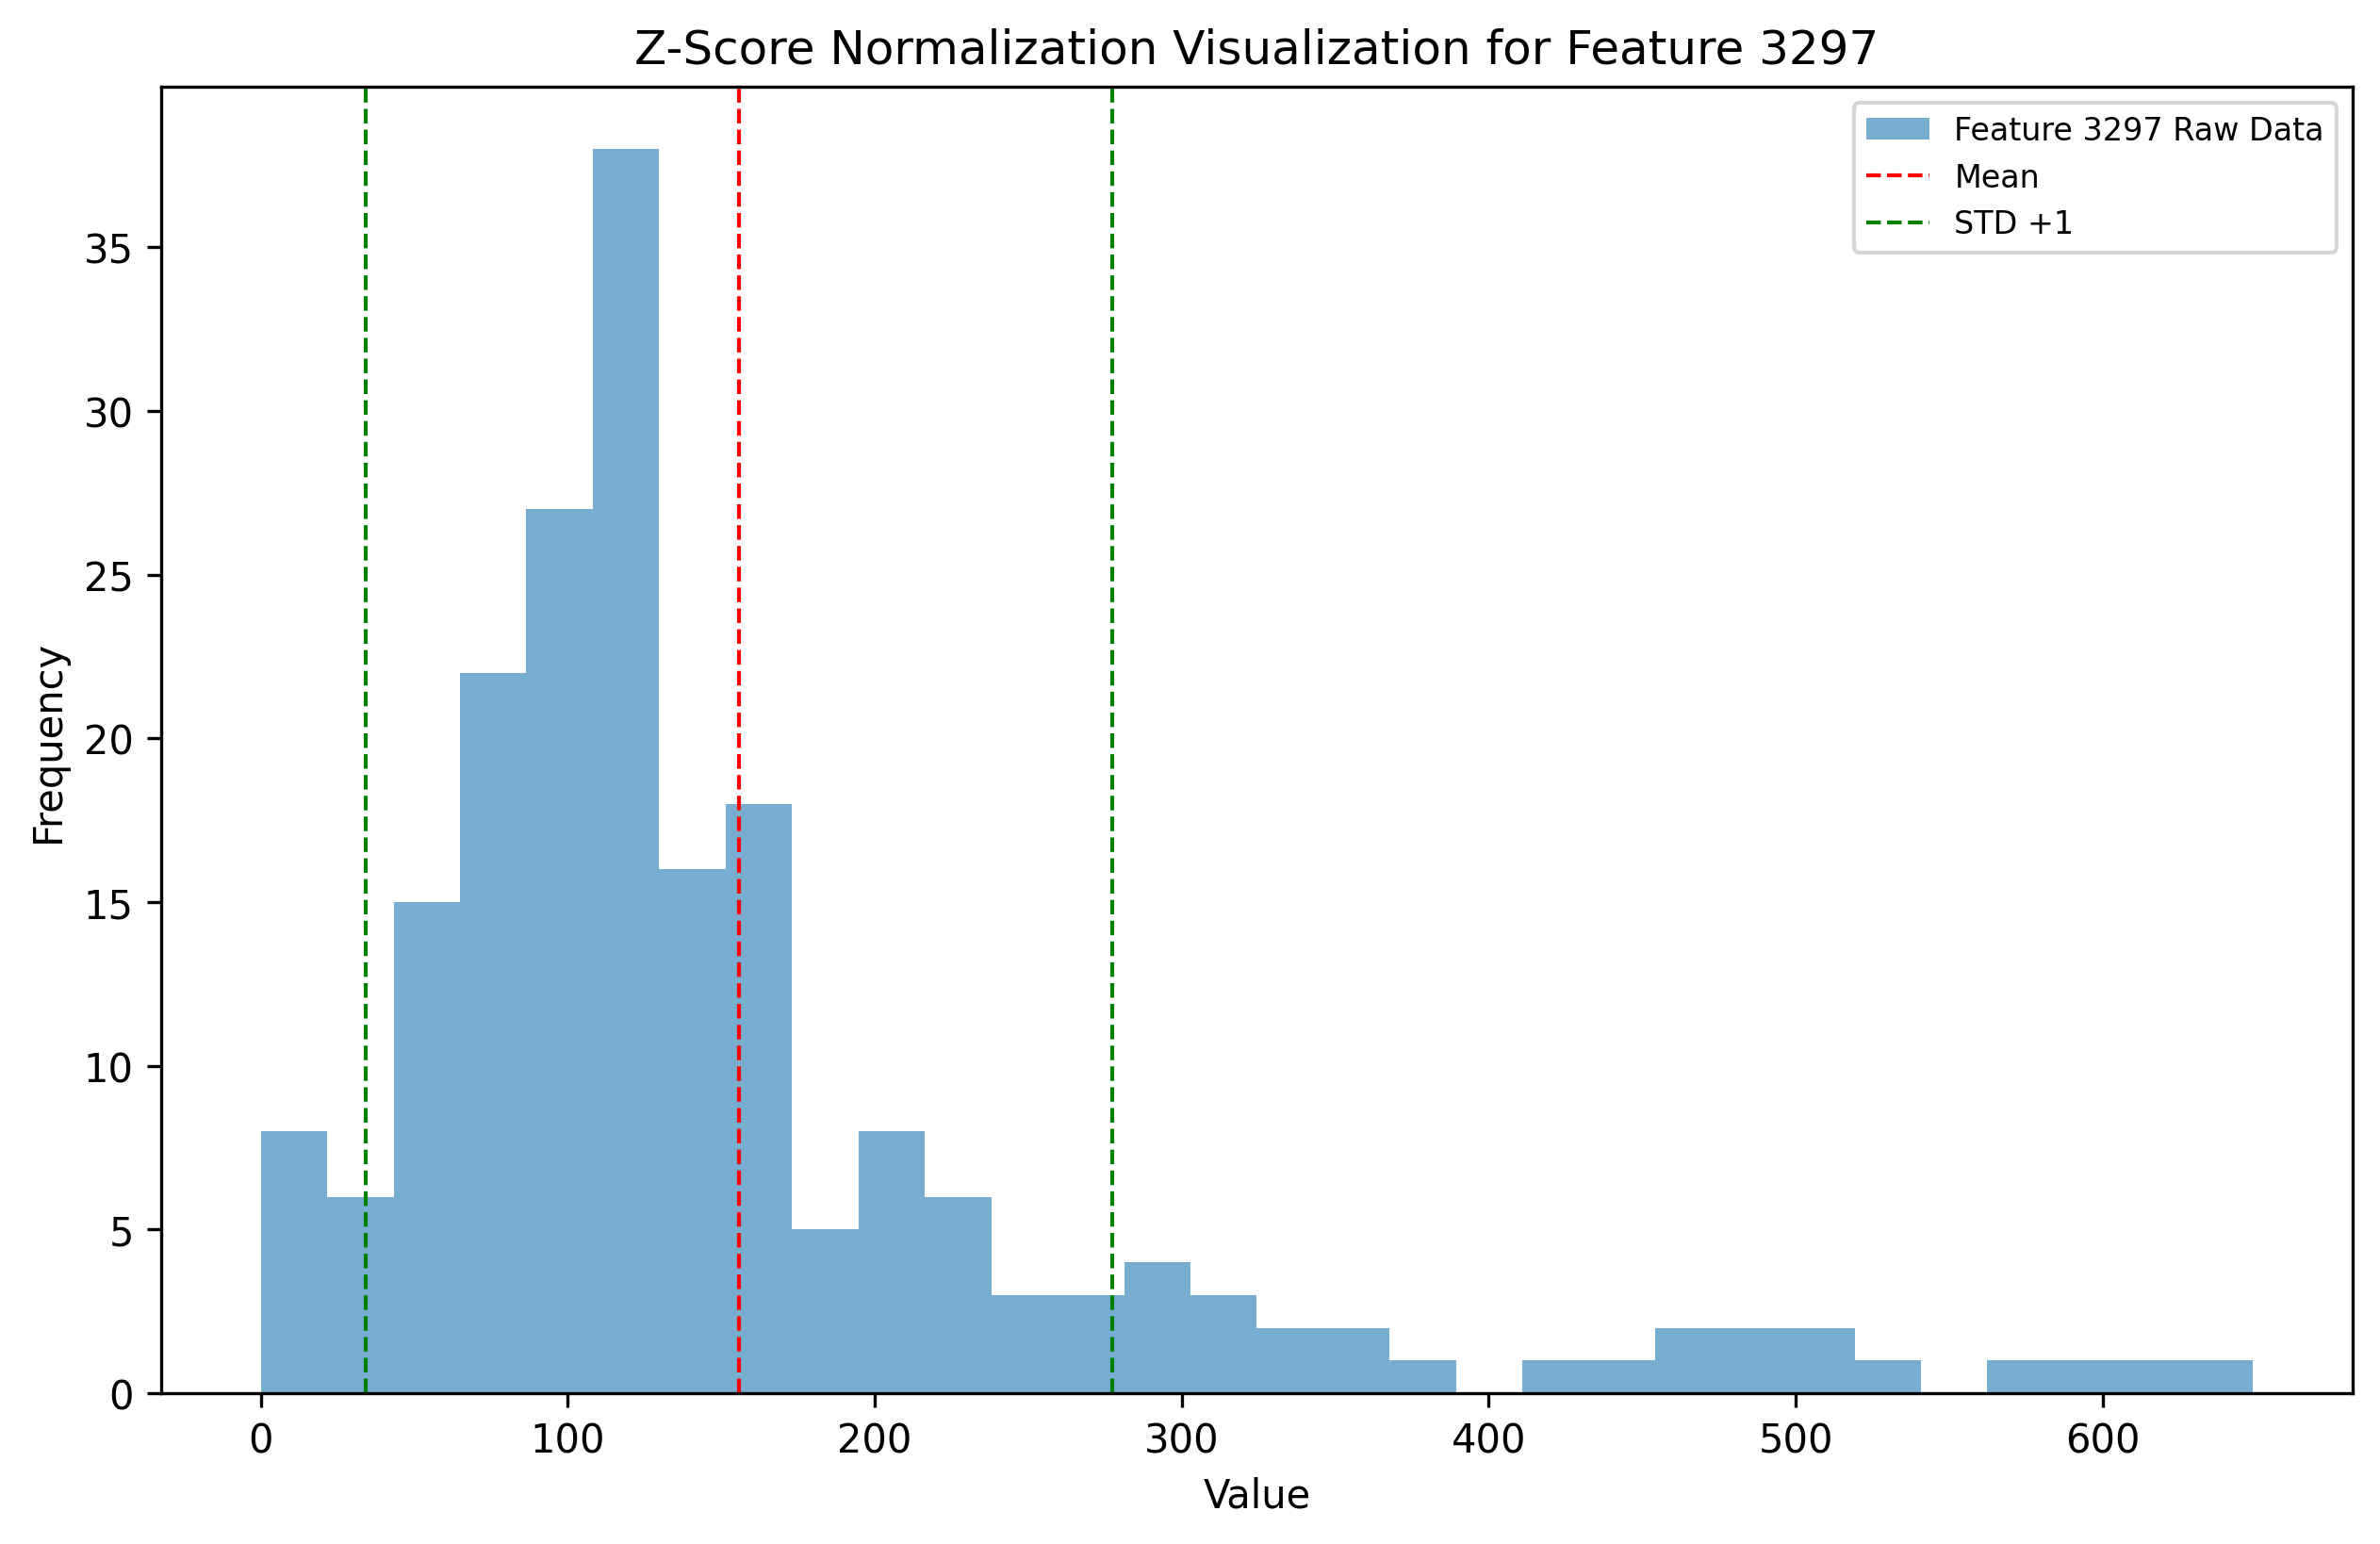 Z-Score Normalization Visualization for Feature 3297
Feature 3297 Raw Data
Mean
STD +1
Frequency
35
30
25
20
15
10
5
0
0 100 200 300 400 500 600
Value